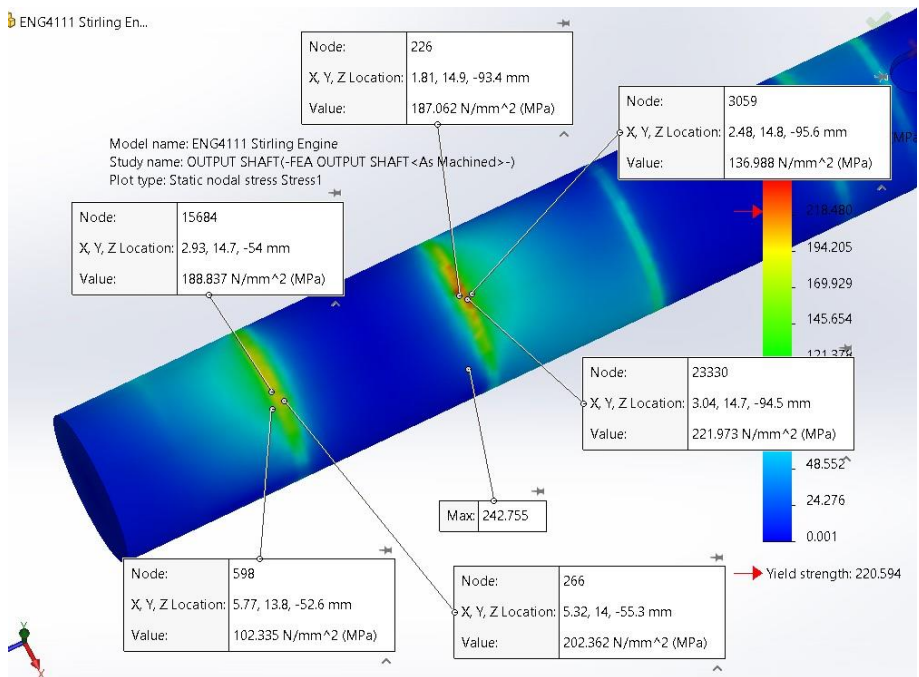 ENG4111 Stirling En...
Node: 226
X, Y, Z Location: 1.81, 14.9, -93.4 mm
Value: 187.062 N/mm^2 (MPa)
Node: 3059
X, Y, Z Location: 2.48, 14.8, -95.6 mm
Value: 136.988 N/mm^2 (MPa)
Model name: ENG4111 Stirling Engine
Study name: OUTPUT SHAFT(-FEA OUTPUT SHAFT<As Machined>-)
Plot type: Static nodal stress Stress1
Node: 15684
X, Y, Z Location: 2.93, 14.7, -54 mm
Value: 188.837 N/mm^2 (MPa)
218.480
194.205
169.929
145.654
121.378
Node: 23330
X, Y, Z Location: 3.04, 14.7, -94.5 mm
Value: 221.973 N/mm^2 (MPa)
48.552
24.276
0.001
Max: 242.755
Yield strength: 220.594
Node: 598
X, Y, Z Location: 5.77, 13.8, -52.6 mm
Value: 102.335 N/mm^2 (MPa)
Node: 266
X, Y, Z Location: 5.32, 14, -55.3 mm
Value: 202.362 N/mm^2 (MPa)